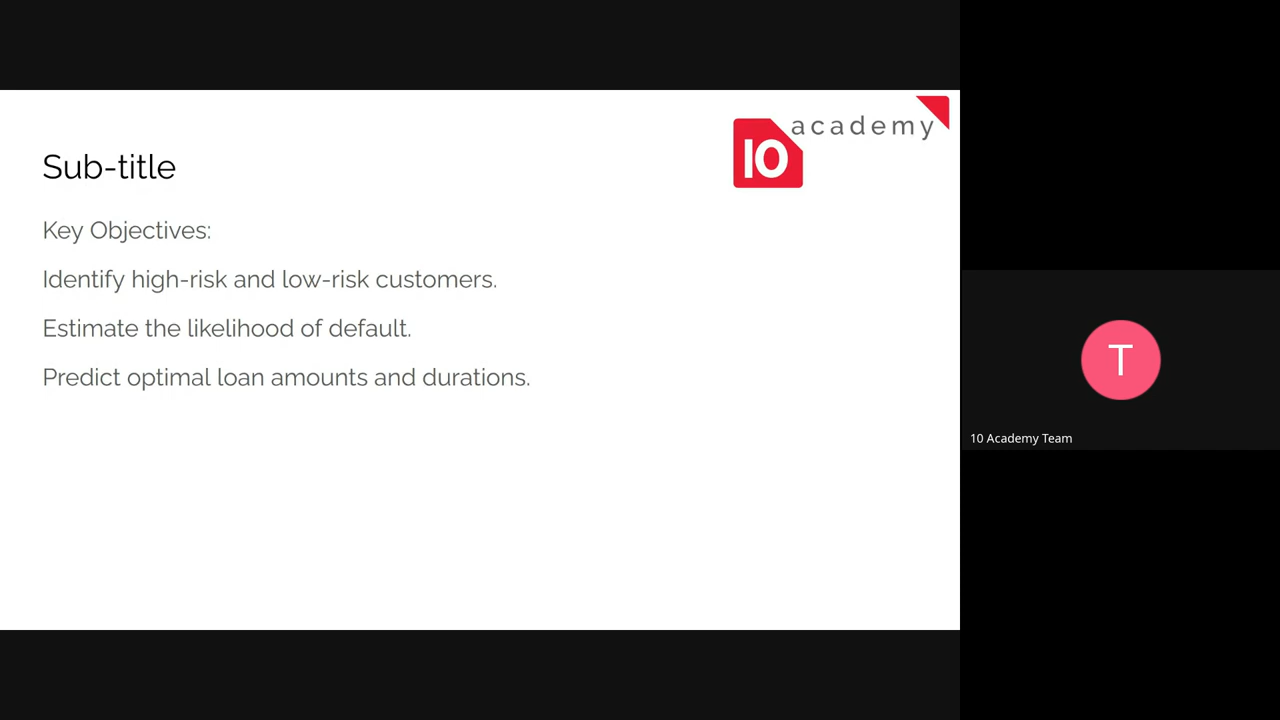 academy
10
Sub-title
Key Objectives:
Identify high-risk and low-risk customers.
Estimate the likelihood of default.
Predict optimal loan amounts and durations.
T
10 Academy Team